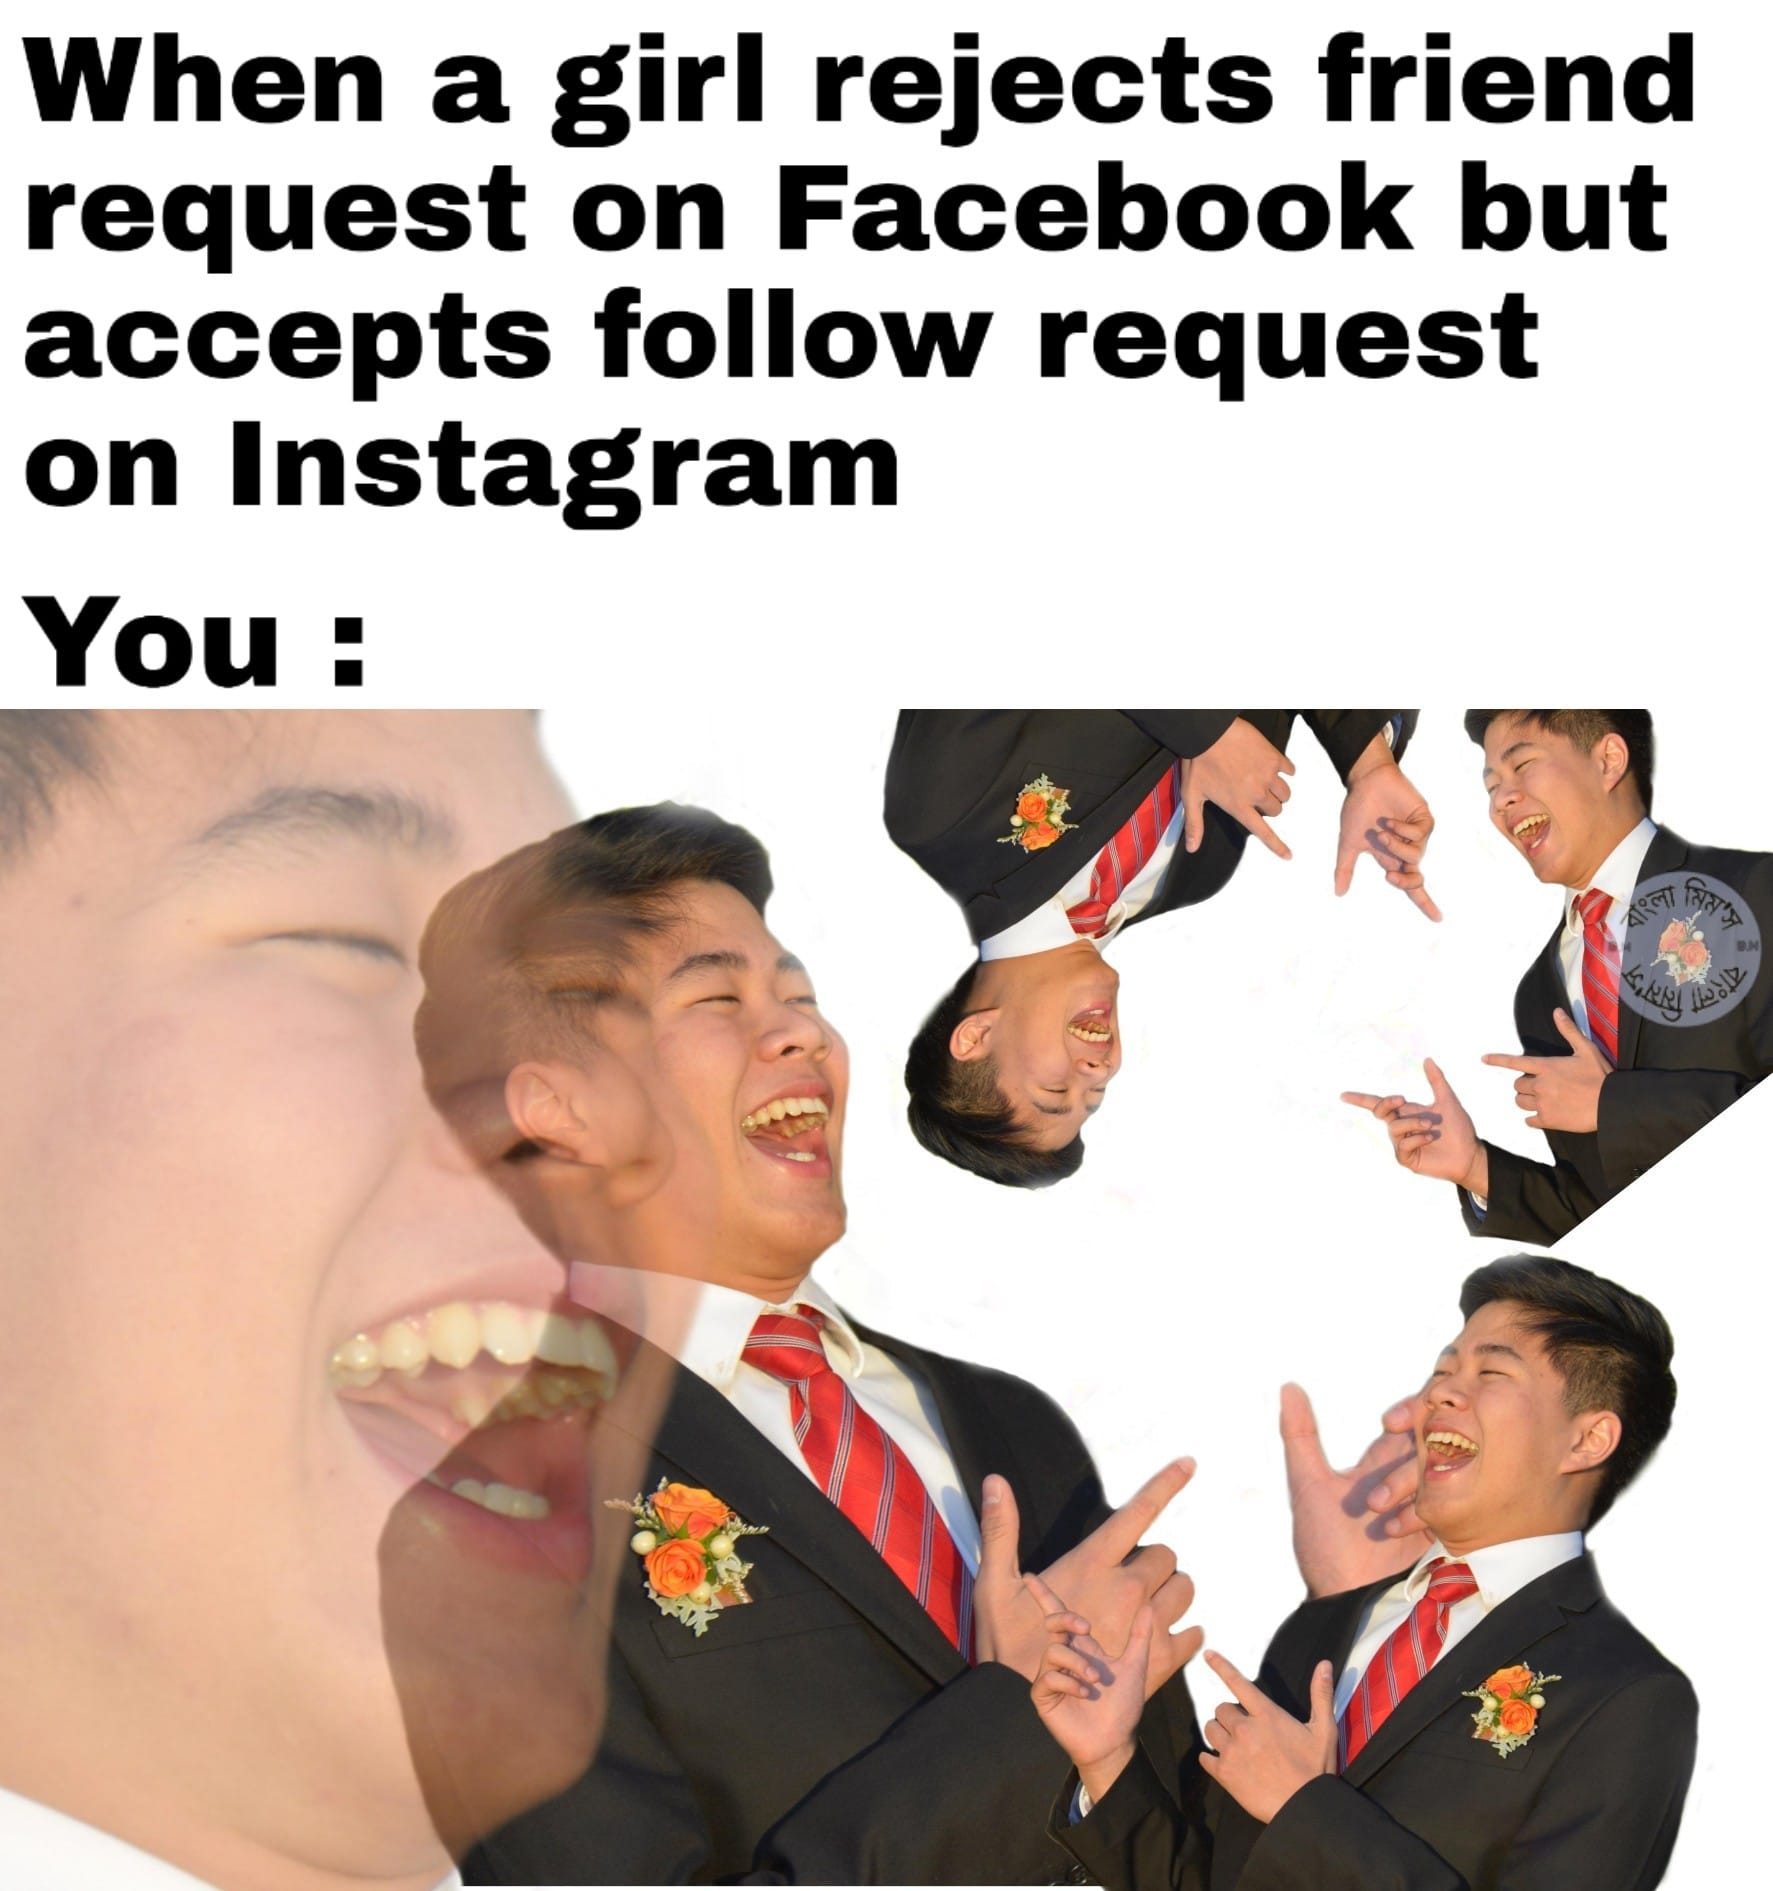 When a girl rejects friend
request on Facebook but
accepts follow request
on Instagram
You :
বাংলা মিম'স
B.M
B.M
বাংলা মিম'স